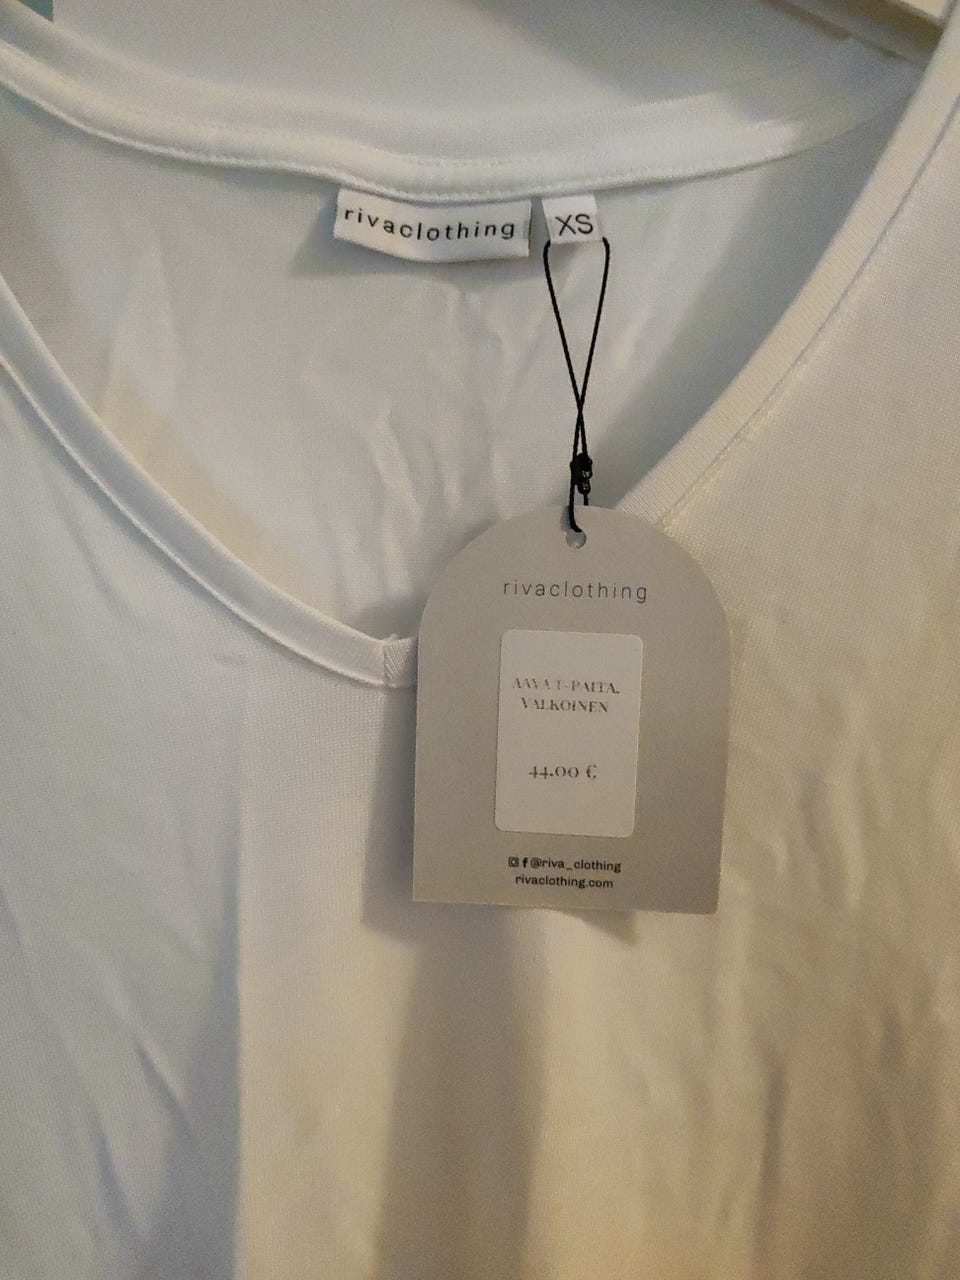 rivaclothing
XS
rivaclothing
AAVA T-PAITA,
VALKOINEN
44.00 €
@riva_clothing
rivaclothing.com